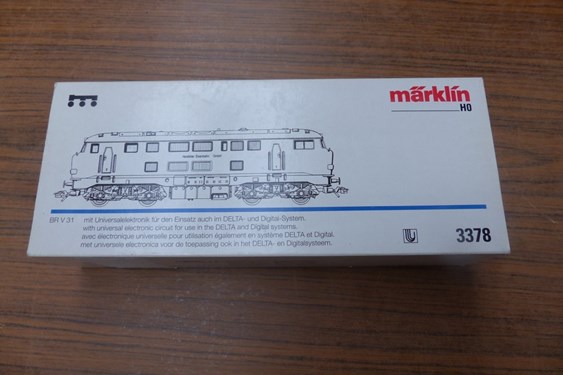 märklin
HO
BR V 31
mit Universalelektronik für den Einsatz auch im DELTA- und Digital-System.
with universal electronic circuit for use in the DELTA and Digital systems.
avec électronique universelle pour utilisation également en système DELTA et Digital.
met universele electronica voor de toepassing ook in het DELTA- en Digitalsysteem.
3378